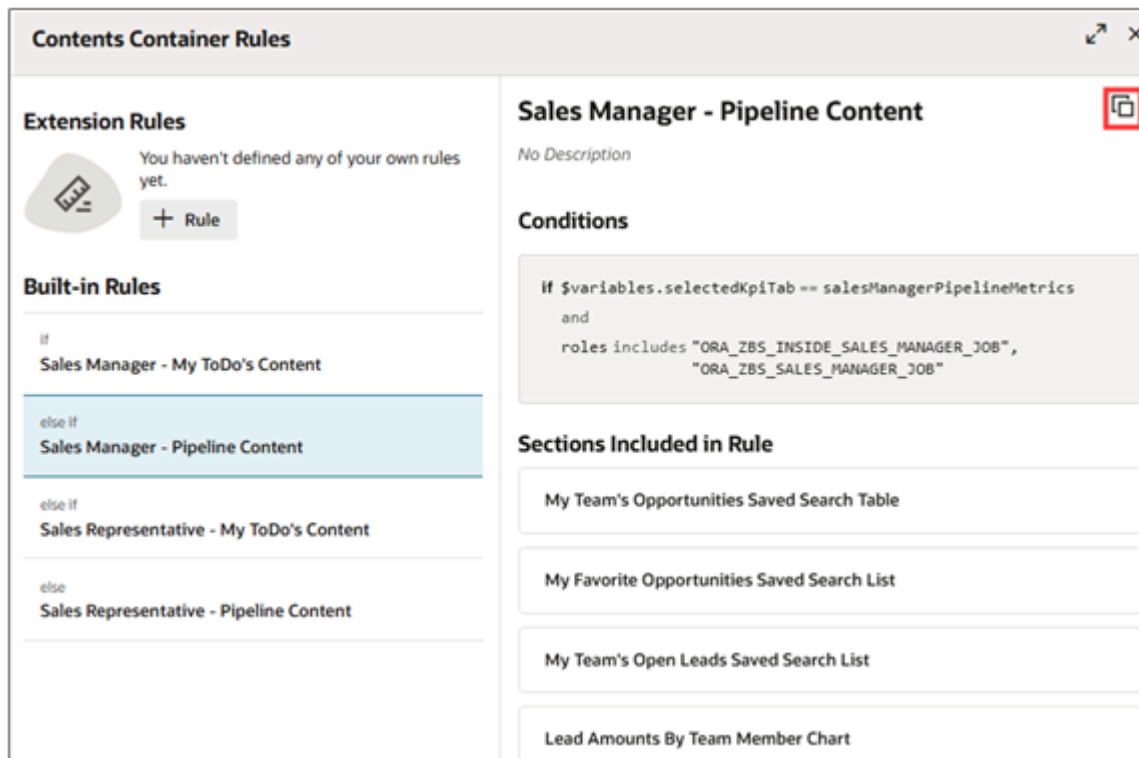 Contents Container Rules
Extension Rules
You haven't defined any of your own rules
yet.
+ Rule
Built-in Rules
if
Sales Manager - My ToDo's Content
else if
Sales Manager - Pipeline Content
else if
Sales Representative - My ToDo's Content
else
Sales Representative - Pipeline Content
Sales Manager - Pipeline Content
No Description
Conditions
if $variables.selectedKpiTab == salesManagerPipelineMetrics
and
roles includes "ORA_ZBS_INSIDE_SALES_MANAGER_JOB",
"ORA_ZBS_SALES_MANAGER_JOB"
Sections Included in Rule
My Team's Opportunities Saved Search Table
My Favorite Opportunities Saved Search List
My Team's Open Leads Saved Search List
Lead Amounts By Team Member Chart